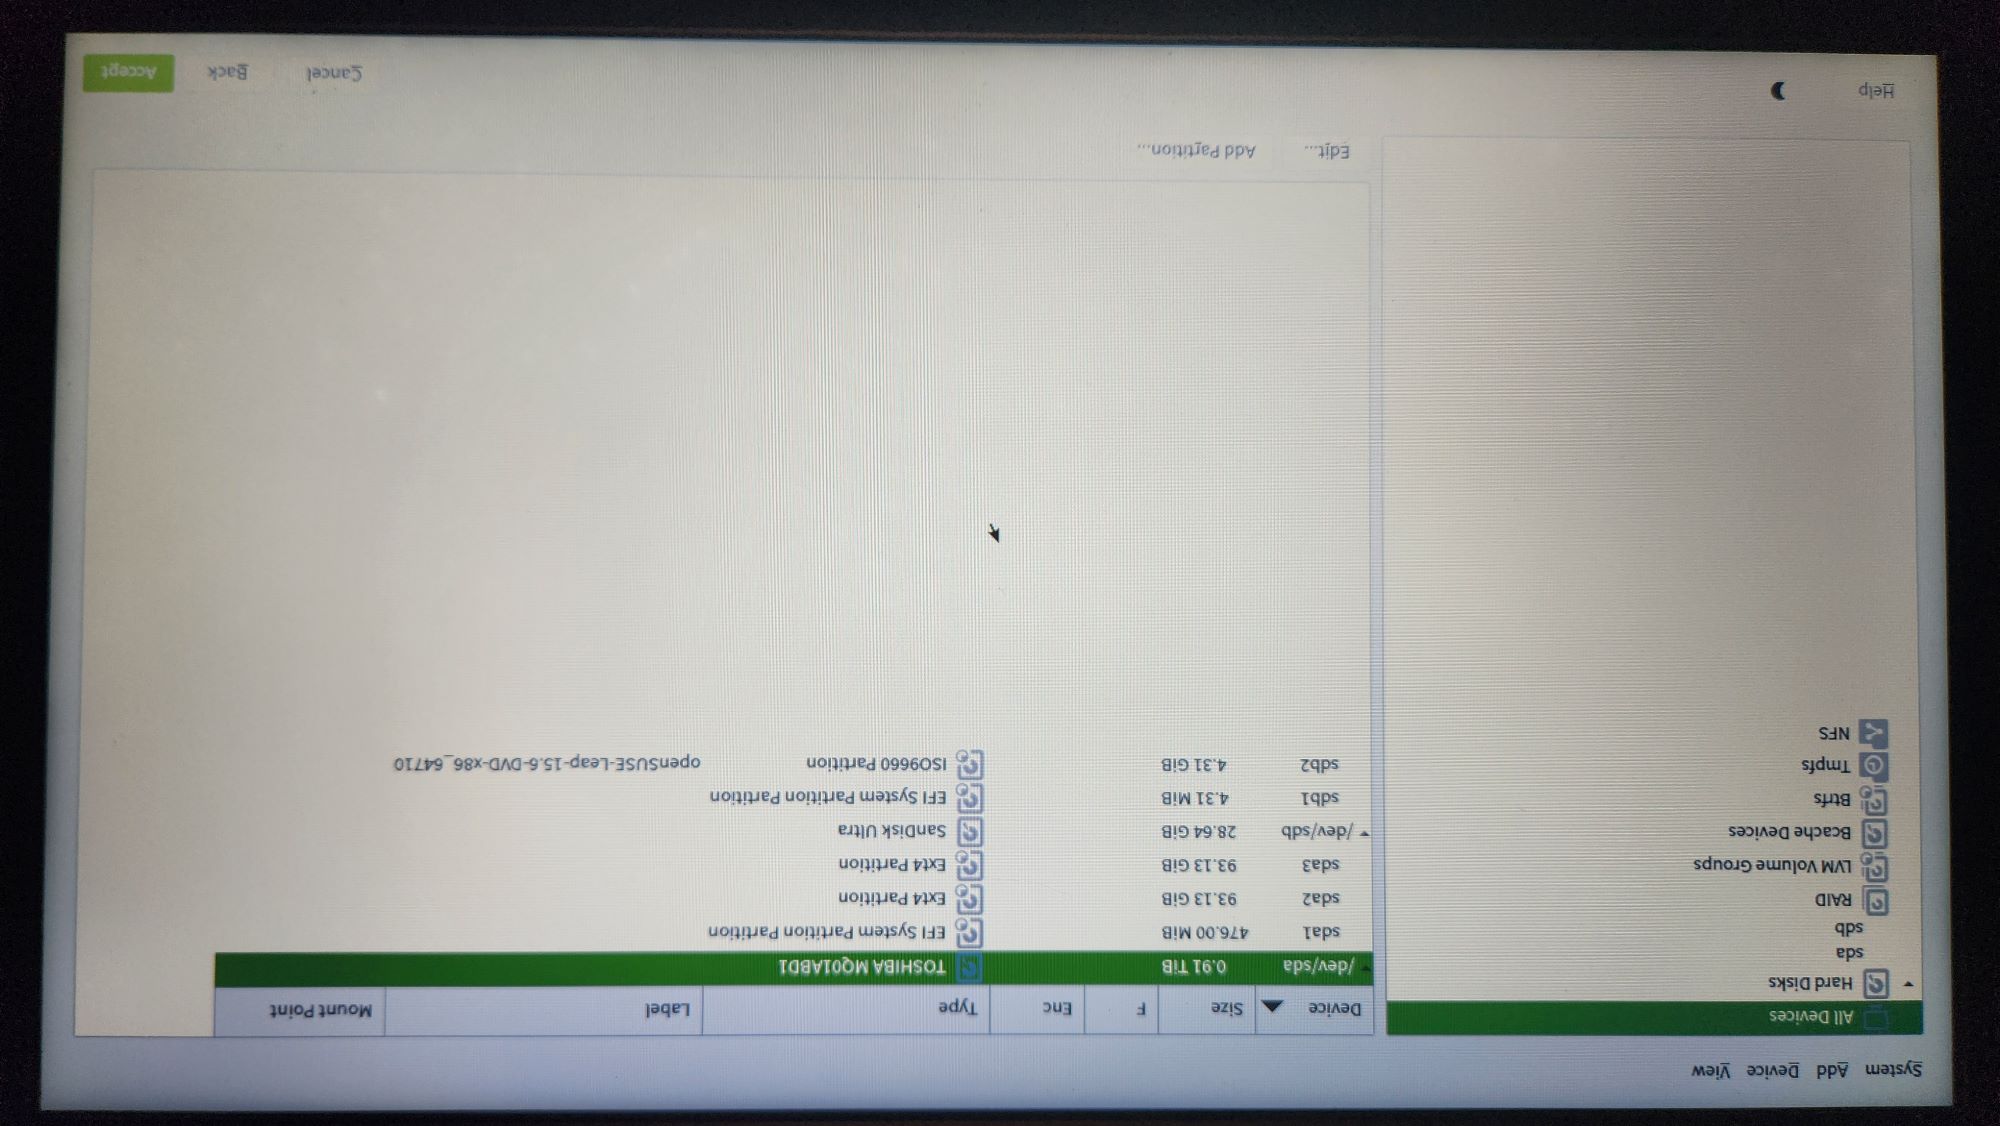 System Add Device View
All Devices
Hard Disks
sda
sdb
RAID
LVM Volume Groups
Bcache Devices
Btrfs
Tmpfs
NFS
Device Size F Enc Type Label Mount Point
/dev/sda 0.91 TiB TOSHIBA MQ01ABD1
sda1 476.00 MiB EFI System Partition Partition
sda2 93.13 GiB Ext4 Partition
sda3 93.13 GiB Ext4 Partition
/dev/sdb 28.64 GiB SanDisk Ultra
sdb1 4.31 MiB EFI System Partition Partition
sdb2 4.31 GiB ISO9660 Partition openSUSE-Leap-15.6-DVD-x86_64710
Edit... Add Partition...
Help
Cancel Back Accept